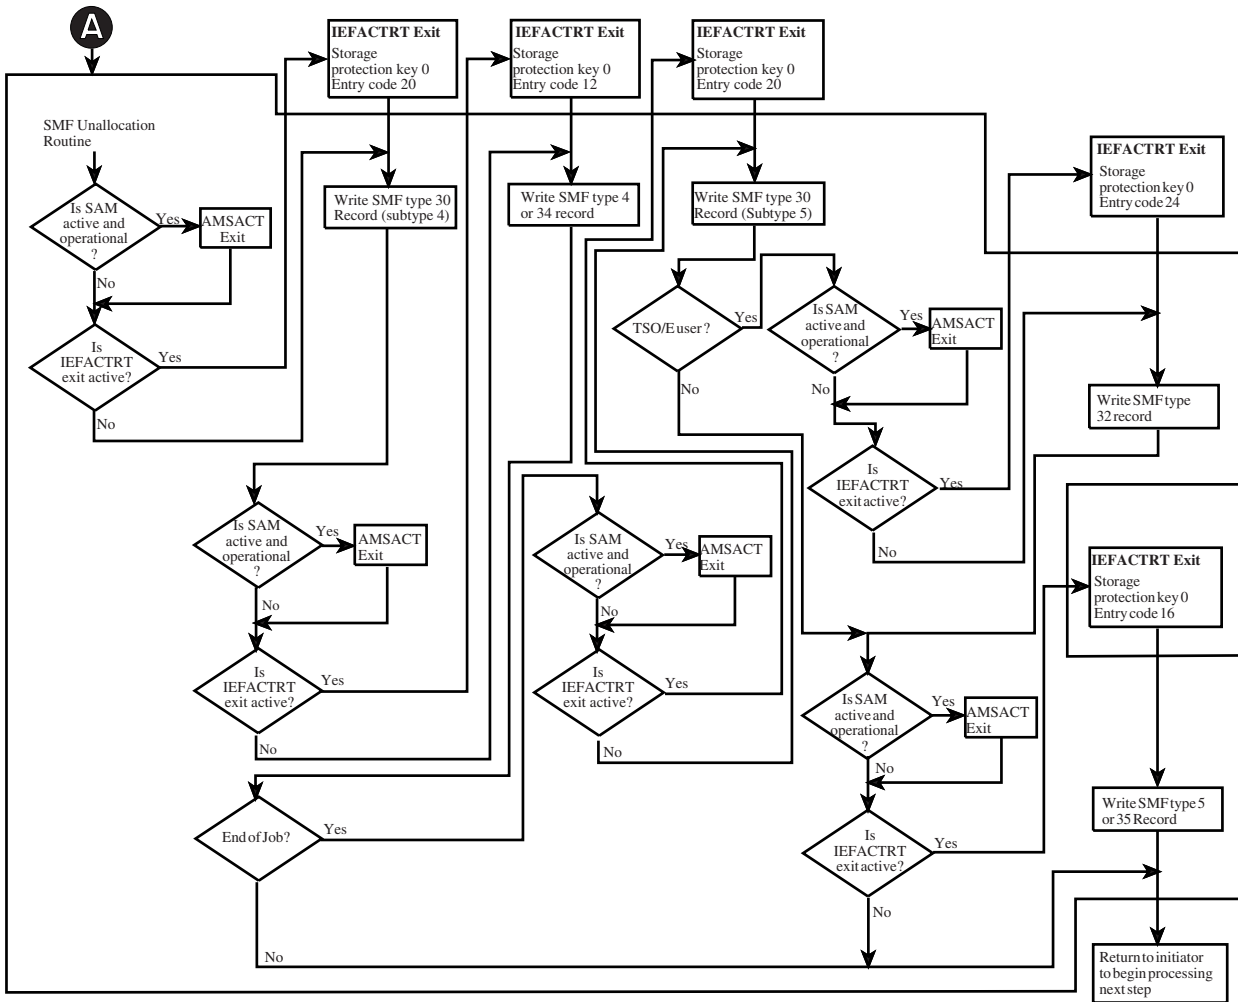 A
SMF Unallocation
Routine
Is SAM
active and
operational
?
Yes
AMSACT
Exit
No
Is
IEFACTRT
exit active?
Yes
No
IEFACTRT Exit
Storage
protection key 0
Entry code 20
Write SMF type 30
Record (subtype 4)
Is SAM
active and
operational
?
Yes
AMSACT
Exit
No
Is
IEFACTRT
exit active?
Yes
No
IEFACTRT Exit
Storage
protection key 0
Entry code 12
Write SMF type 4
or 34 record
End of Job?
Yes
No
Is SAM
active and
operational
?
Yes
AMSACT
Exit
No
Is
IEFACTRT
exit active?
Yes
No
IEFACTRT Exit
Storage
protection key 0
Entry code 20
Write SMF type 30
Record (Subtype 5)
TSO/E user?
Yes
No
Is SAM
active and
operational
?
Yes
AMSACT
Exit
No
Is
IEFACTRT
exit active?
Yes
No
IEFACTRT Exit
Storage
protection key 0
Entry code 24
Write SMF type
32 record
Is SAM
active and
operational
?
Yes
AMSACT
Exit
No
Is
IEFACTRT
exit active?
Yes
No
IEFACTRT Exit
Storage
protection key 0
Entry code 16
Write SMF type 5
or 35 Record
Return to initiator
to begin processing
next step